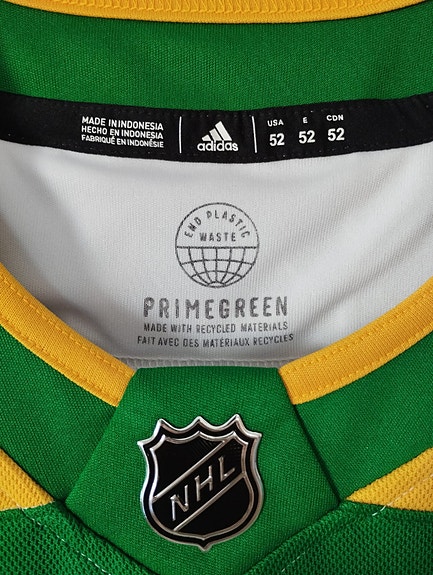 MADE IN INDONESIA
HECHO EN INDONESIA
FABRIQUÉ EN INDONÉSIE
adidas
USA E CDN
52 52 52
END PLASTIC
WASTE
PRIMEGREEN
MADE WITH RECYCLED MATERIALS
FAIT AVEC DES MATÉRIAUX RECYCLÉS
NHL